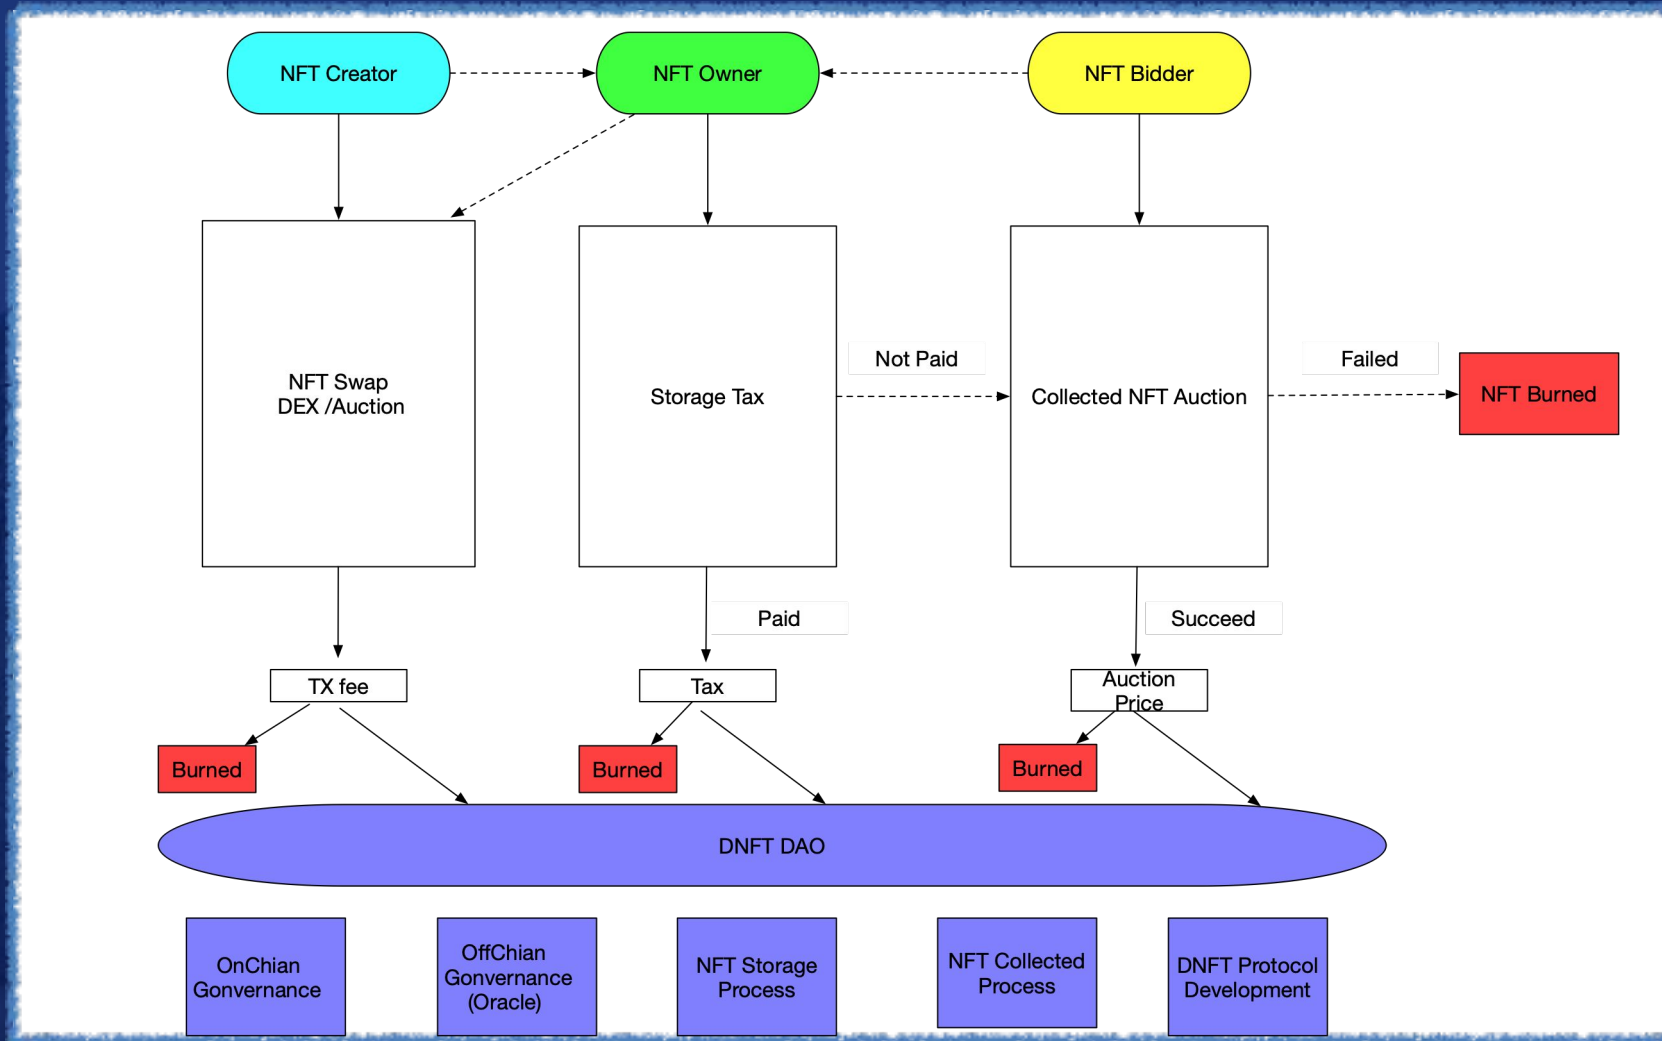 NFT Creator
NFT Owner
NFT Bidder
NFT Swap
DEX /Auction
Storage Tax
Not Paid
Collected NFT Auction
Failed
NFT Burned
Paid
Succeed
TX fee
Tax
Auction
Price
Burned
Burned
Burned
DNFT DAO
OnChian
Gonvernance
OffChian
Gonvernance
(Oracle)
NFT Storage
Process
NFT Collected
Process
DNFT Protocol
Development